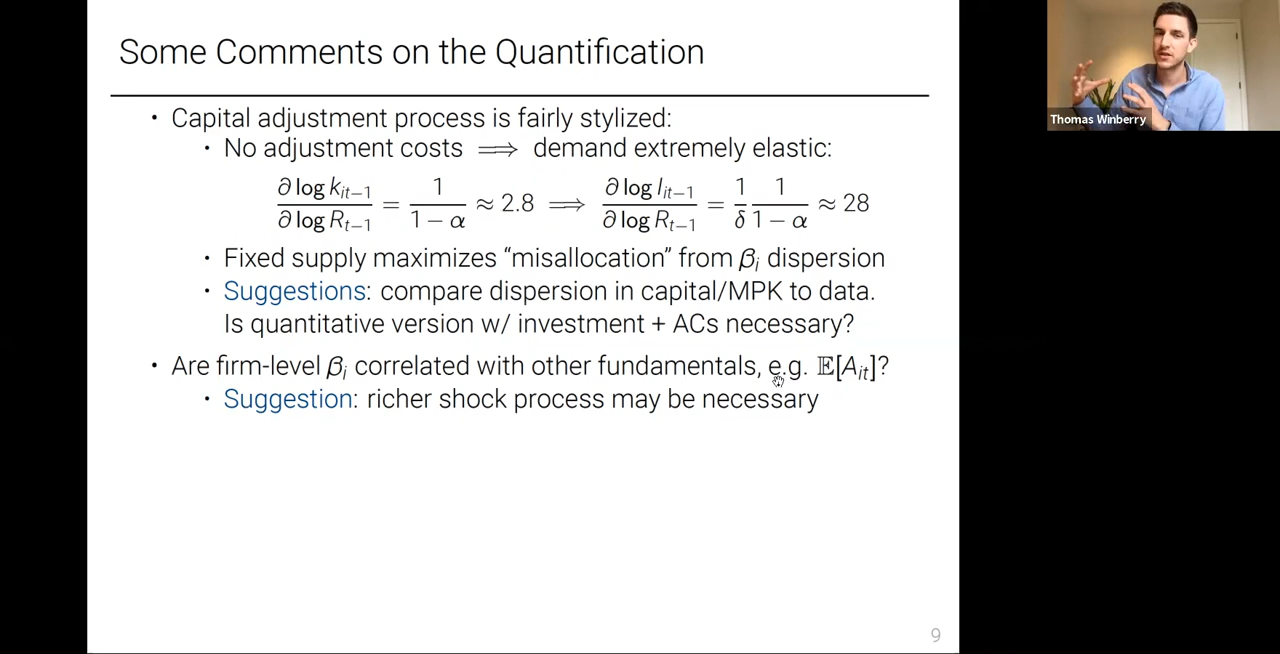 Some Comments on the Quantification
Thomas Winberry
• Capital adjustment process is fairly stylized:
• No adjustment costs ⟹ demand extremely elastic:
∂ log k_{it−1} / ∂ log R_{t−1} = 1 / (1 − α) ≈ 2.8 ⟹ ∂ log I_{it−1} / ∂ log R_{t−1} = (1 / δ) (1 / (1 − α)) ≈ 28
• Fixed supply maximizes “misallocation” from β_i dispersion
• Suggestions: compare dispersion in capital/MPK to data.
Is quantitative version w/ investment + ACs necessary?
• Are firm-level β_i correlated with other fundamentals, e.g. 𝔼[A_{it}]?
• Suggestion: richer shock process may be necessary
9